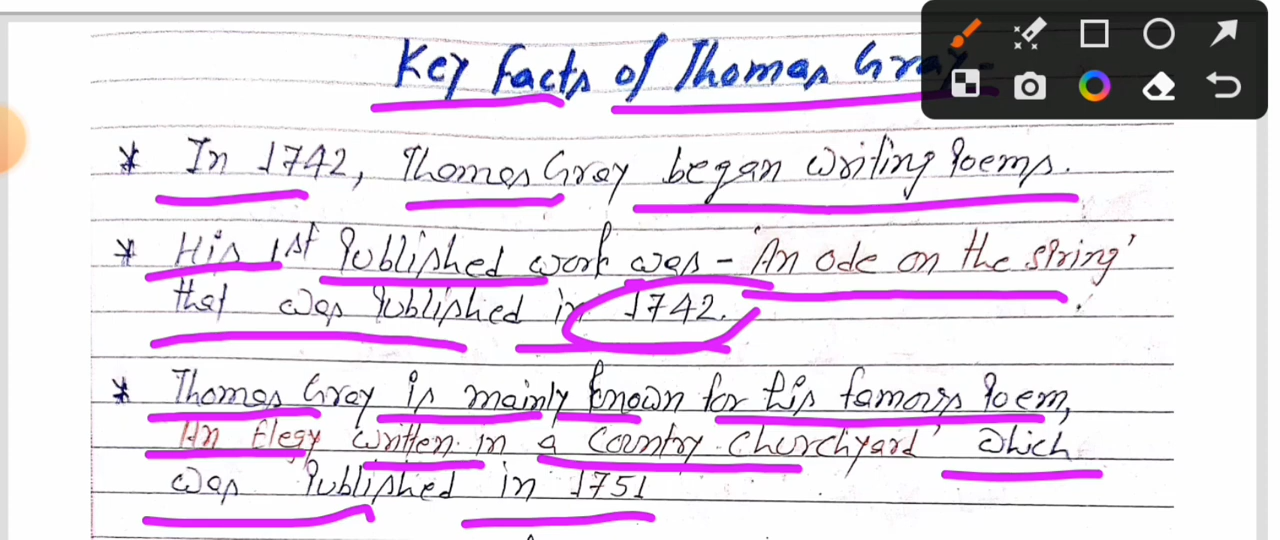 Key facts of Thomas Gray-
* In 1742, Thomas Gray began writing Poems.
* His 1st Published work was - 'An ode on the spring'
that was Published in 1742.
* Thomas Gray is mainly known for his famous Poem,
An Elegy written in a Country Churchyard' which
was Published in 1751